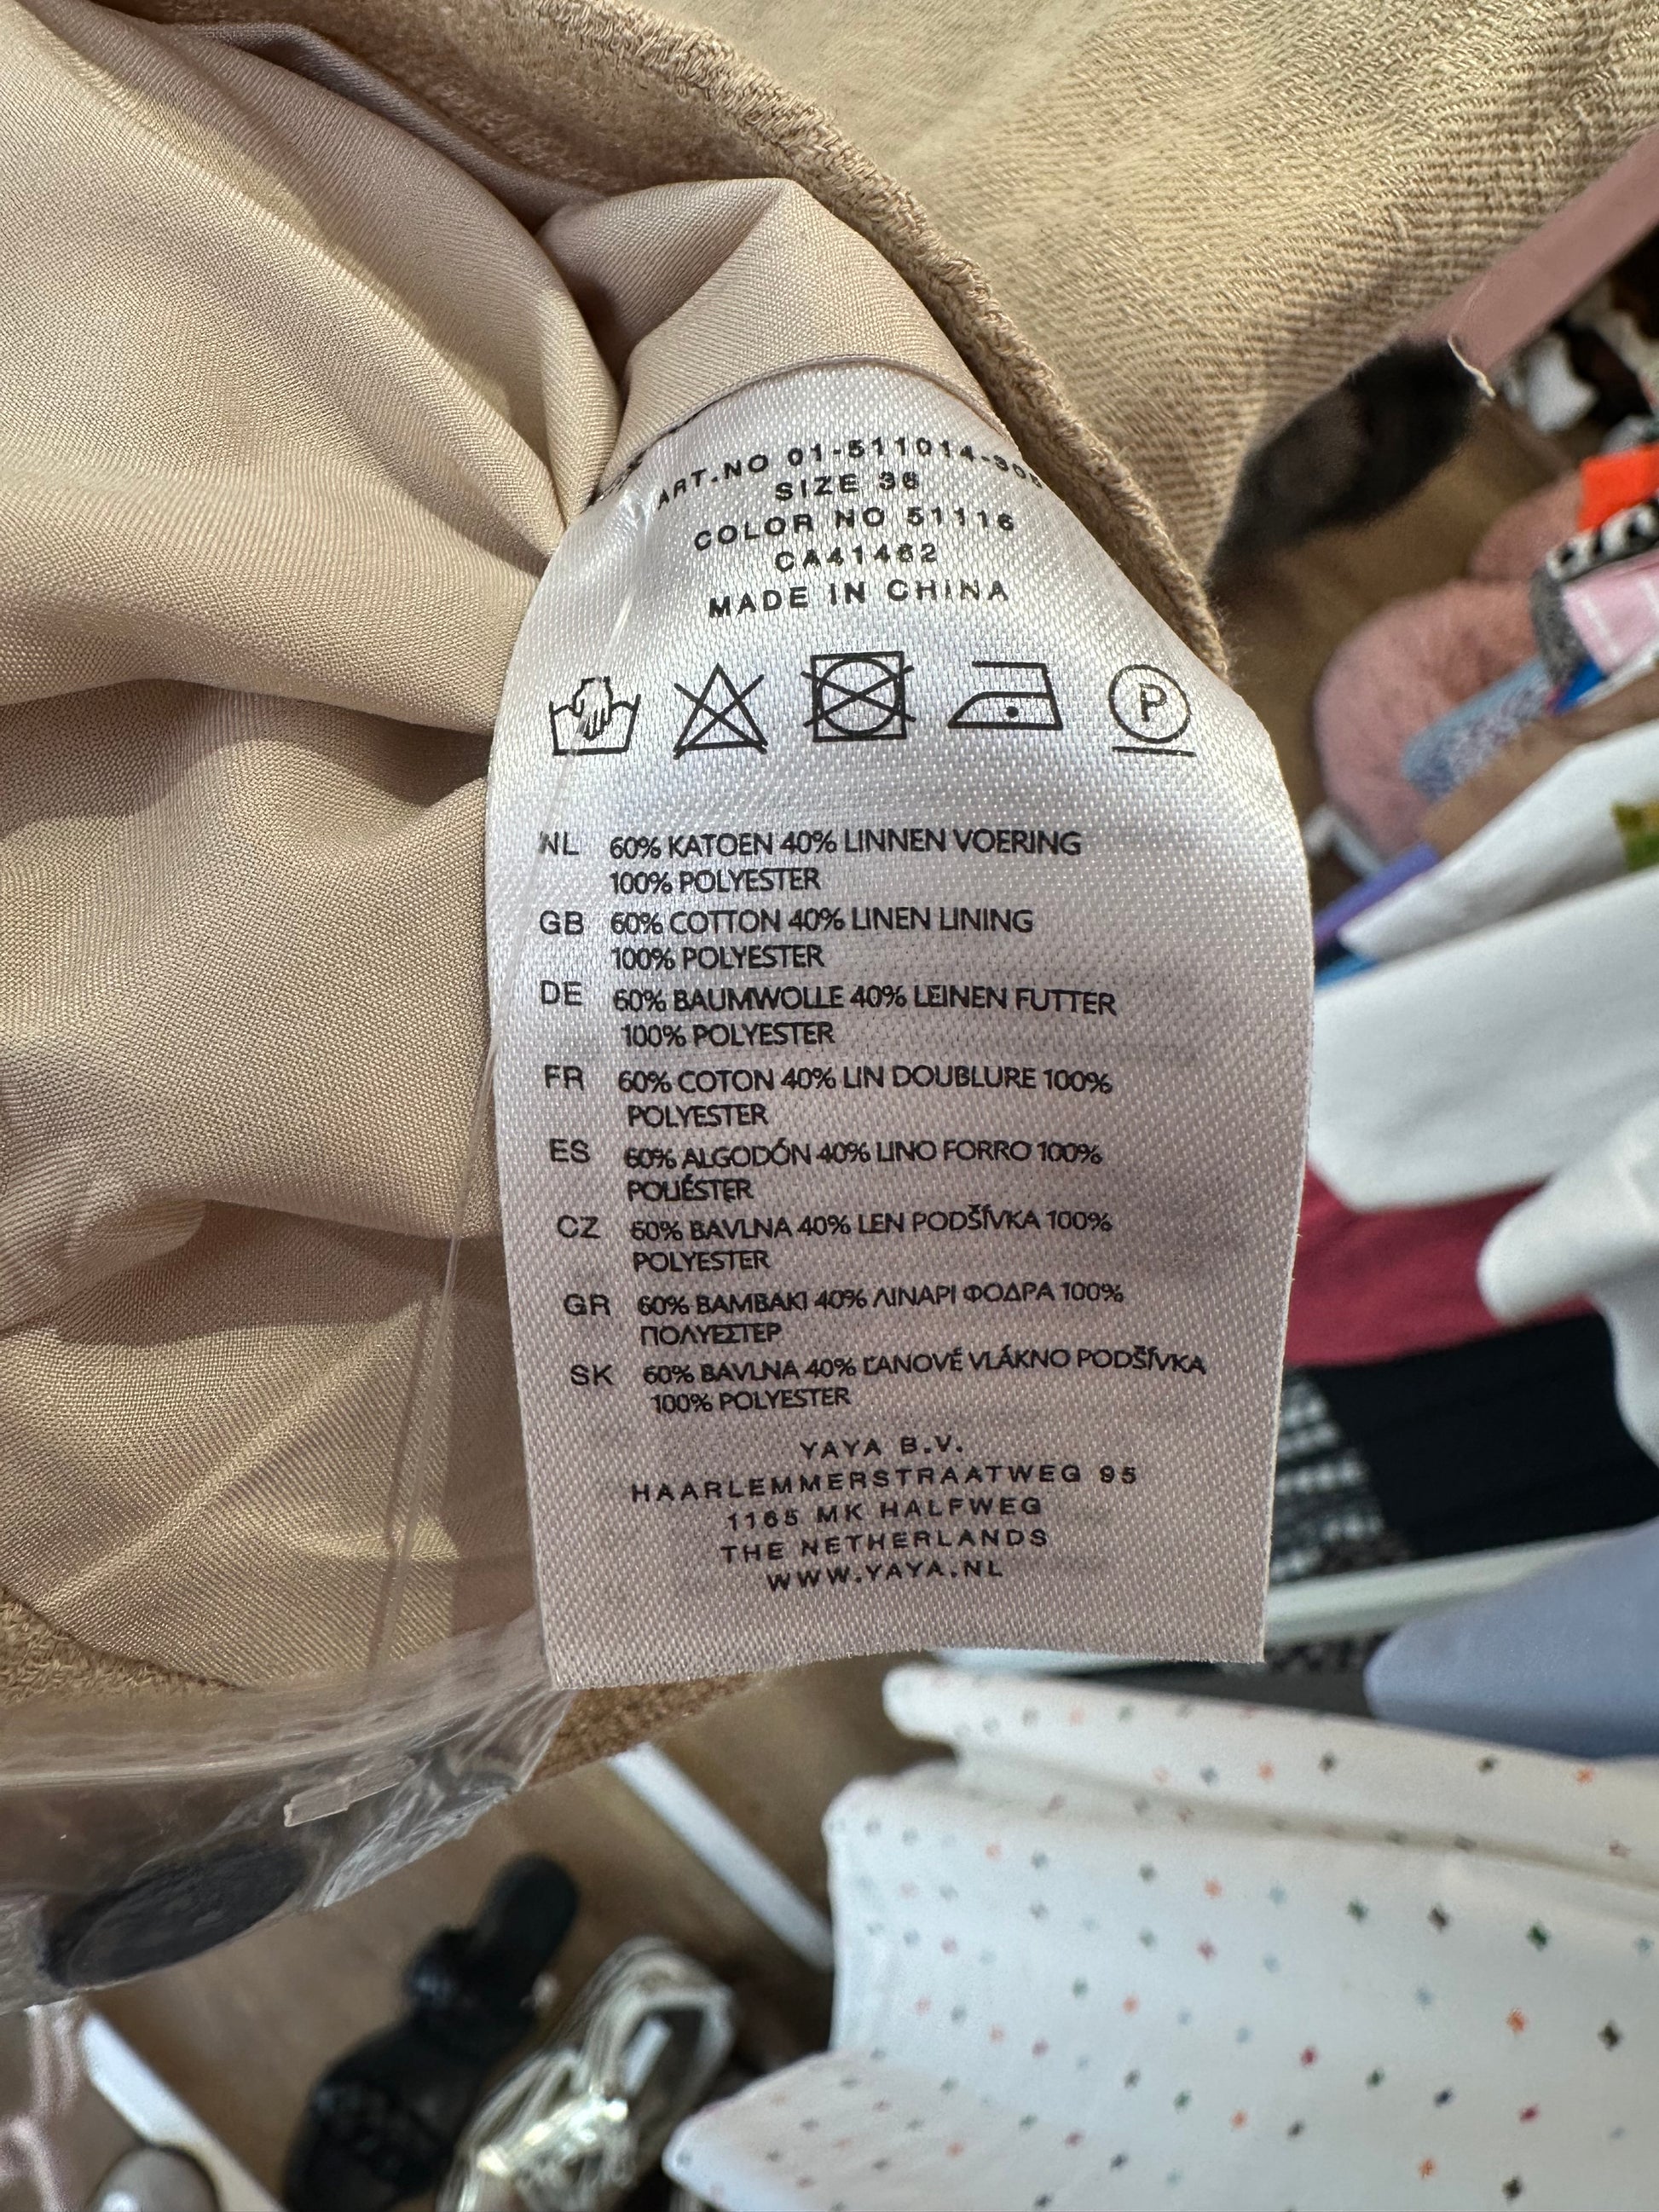 ART.NO 01-511014-30
SIZE 36
COLOR NO 51116
CA41462
MADE IN CHINA
P
NL 60% KATOEN 40% LINNEN VOERING
100% POLYESTER
GB 60% COTTON 40% LINEN LINING
100% POLYESTER
DE 60% BAUMWOLLE 40% LEINEN FUTTER
100% POLYESTER
FR 60% COTON 40% LIN DOUBLURE 100%
POLYESTER
ES 60% ALGODÓN 40% LINO FORRO 100%
POLIÉSTER
CZ 60% BAVLNA 40% LEN PODŠÍVKA 100%
POLYESTER
GR 60% ΒΑΜΒΑΚΙ 40% ΛΙΝΑΡΙ ΦΟΔΡΑ 100%
ΠΟΛΥΕΣΤΕΡ
SK 60% BAVLNA 40% ĽANOVÉ VLÁKNO PODŠÍVKA
100% POLYESTER
YAYA B.V.
HAARLEMMERSTRAATWEG 95
1165 MK HALFWEG
THE NETHERLANDS
WWW.YAYA.NL